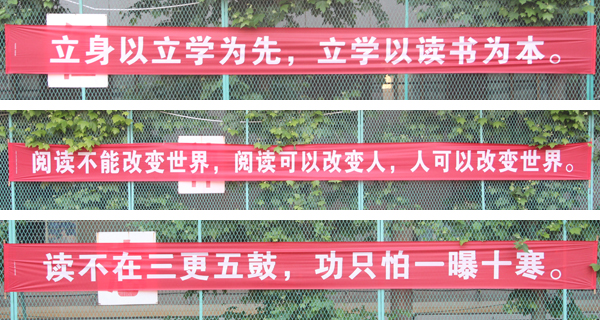 立身以立学为先，立学以读书为本。
阅读不能改变世界，阅读可以改变人，人可以改变世界。
读不在三更五鼓，功只怕一曝十寒。